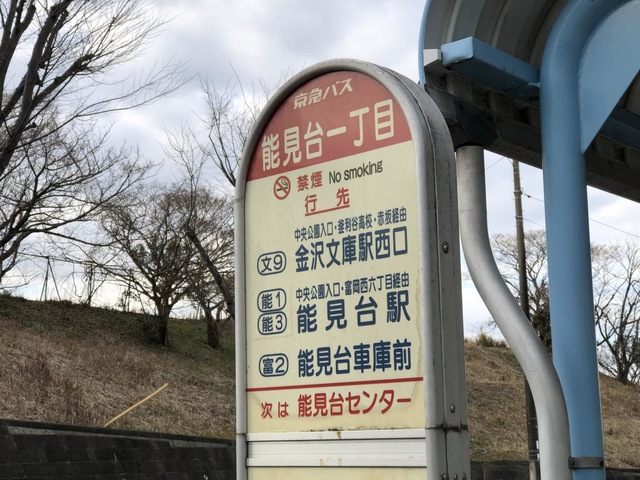 京急バス
能見台一丁目
禁煙 No smoking
行先
中央公園入口・釜利谷高校・赤坂経由
文9 金沢文庫駅西口
中央公園入口・富岡西六丁目経由
能1
能3 能見台駅
富2 能見台車庫前
次は 能見台センター